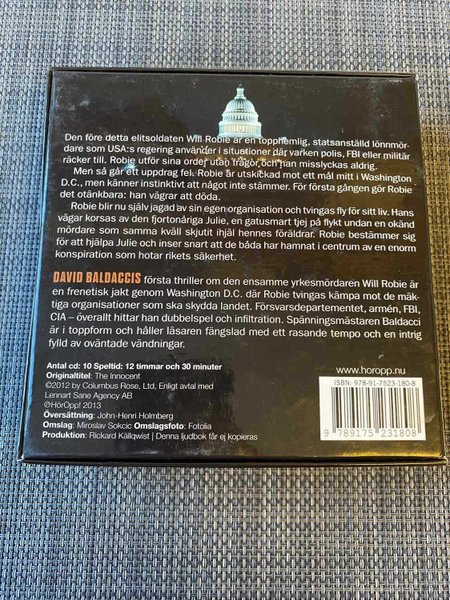 Den före detta elitsoldaten Will Robie är en topphemlig, statsanställd lönnmör-
dare som USA:s regering använder i situationer där varken polis, FBI eller militär
räcker till. Robie utför sina order utan frågor och han misslyckas aldrig.
Men så går ett uppdrag fel. Robie är utskickad mot ett mål mitt i Washington
D.C., men känner instinktivt att något inte stämmer. För första gången gör Robie
det otänkbara: han vägrar att döda.
Robie blir nu själv jagad av sin egen organisation och tvingas fly för sitt liv. Hans
vägar korsas av den fjortonåriga Julie, en gatusmart tjej på flykt undan en okänd
mördare som samma kväll skjutit ihjäl hennes föräldrar. Robie bestämmer sig
för att hjälpa Julie och inser snart att de båda har hamnat i centrum av en enorm
konspiration som hotar rikets säkerhet.
DAVID BALDACCIS första thriller om den ensamme yrkesmördaren Will Robie är
en frenetisk jakt genom Washington D.C. där Robie tvingas kämpa mot de mäk-
tiga organisationer som ska skydda landet. Försvarsdepartementet, armén, FBI,
CIA – överallt hittar han dubbelspel och infiltration. Spänningsmästaren Baldacci
är i toppform och håller läsaren fängslad med ett rasande tempo och en intrig
fylld av oväntade vändningar.
Antal cd: 10 Speltid: 12 timmar och 30 minuter
Originaltitel: The Innocent
©2012 by Columbus Rose, Ltd, Enligt avtal med
Lennart Sane Agency AB
℗HörOpp! 2013
Översättning: John-Henri Holmberg
Omslag: Miroslav Sokcic Omslagsfoto: Fotolia
Produktion: Rickard Källqwist | Denna ljudbok får ej kopieras
www.horopp.nu
ISBN: 978-91-7523-180-8
9 789175 231808